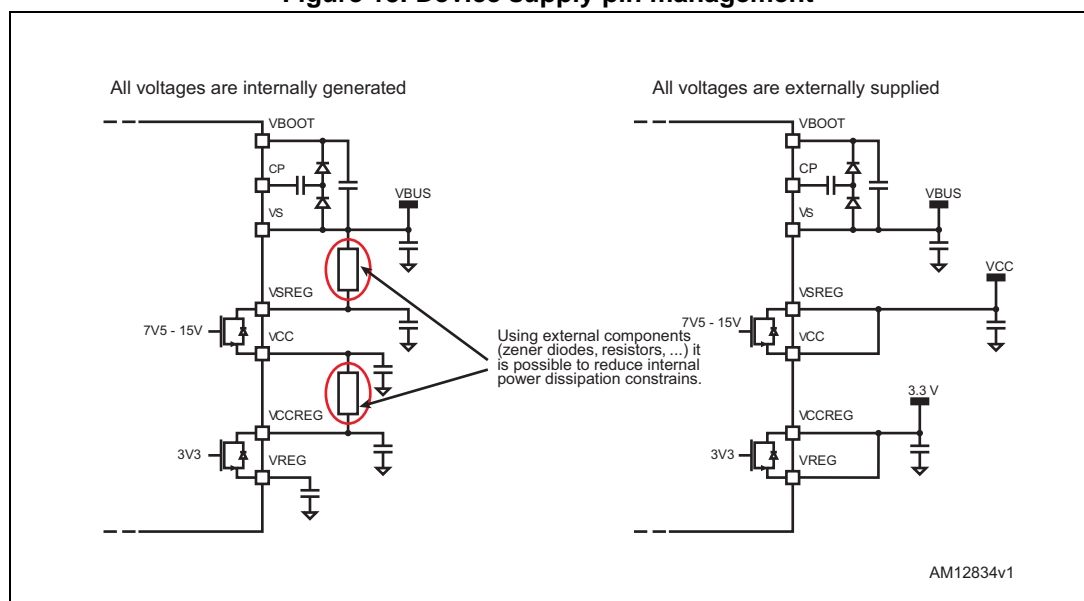 Figure 16. Device supply pin management
All voltages are internally generated
VBOOT
CP
VBUS
VS
VSREG
7V5 - 15V
VCC
VCCREG
3V3
VREG
Using external components
(zener diodes, resistors, ...) it
is possible to reduce internal
power dissipation constrains.
All voltages are externally supplied
VBOOT
CP
VBUS
VS
VCC
VSREG
7V5 - 15V
VCC
3.3 V
VCCREG
3V3
VREG
AM12834v1